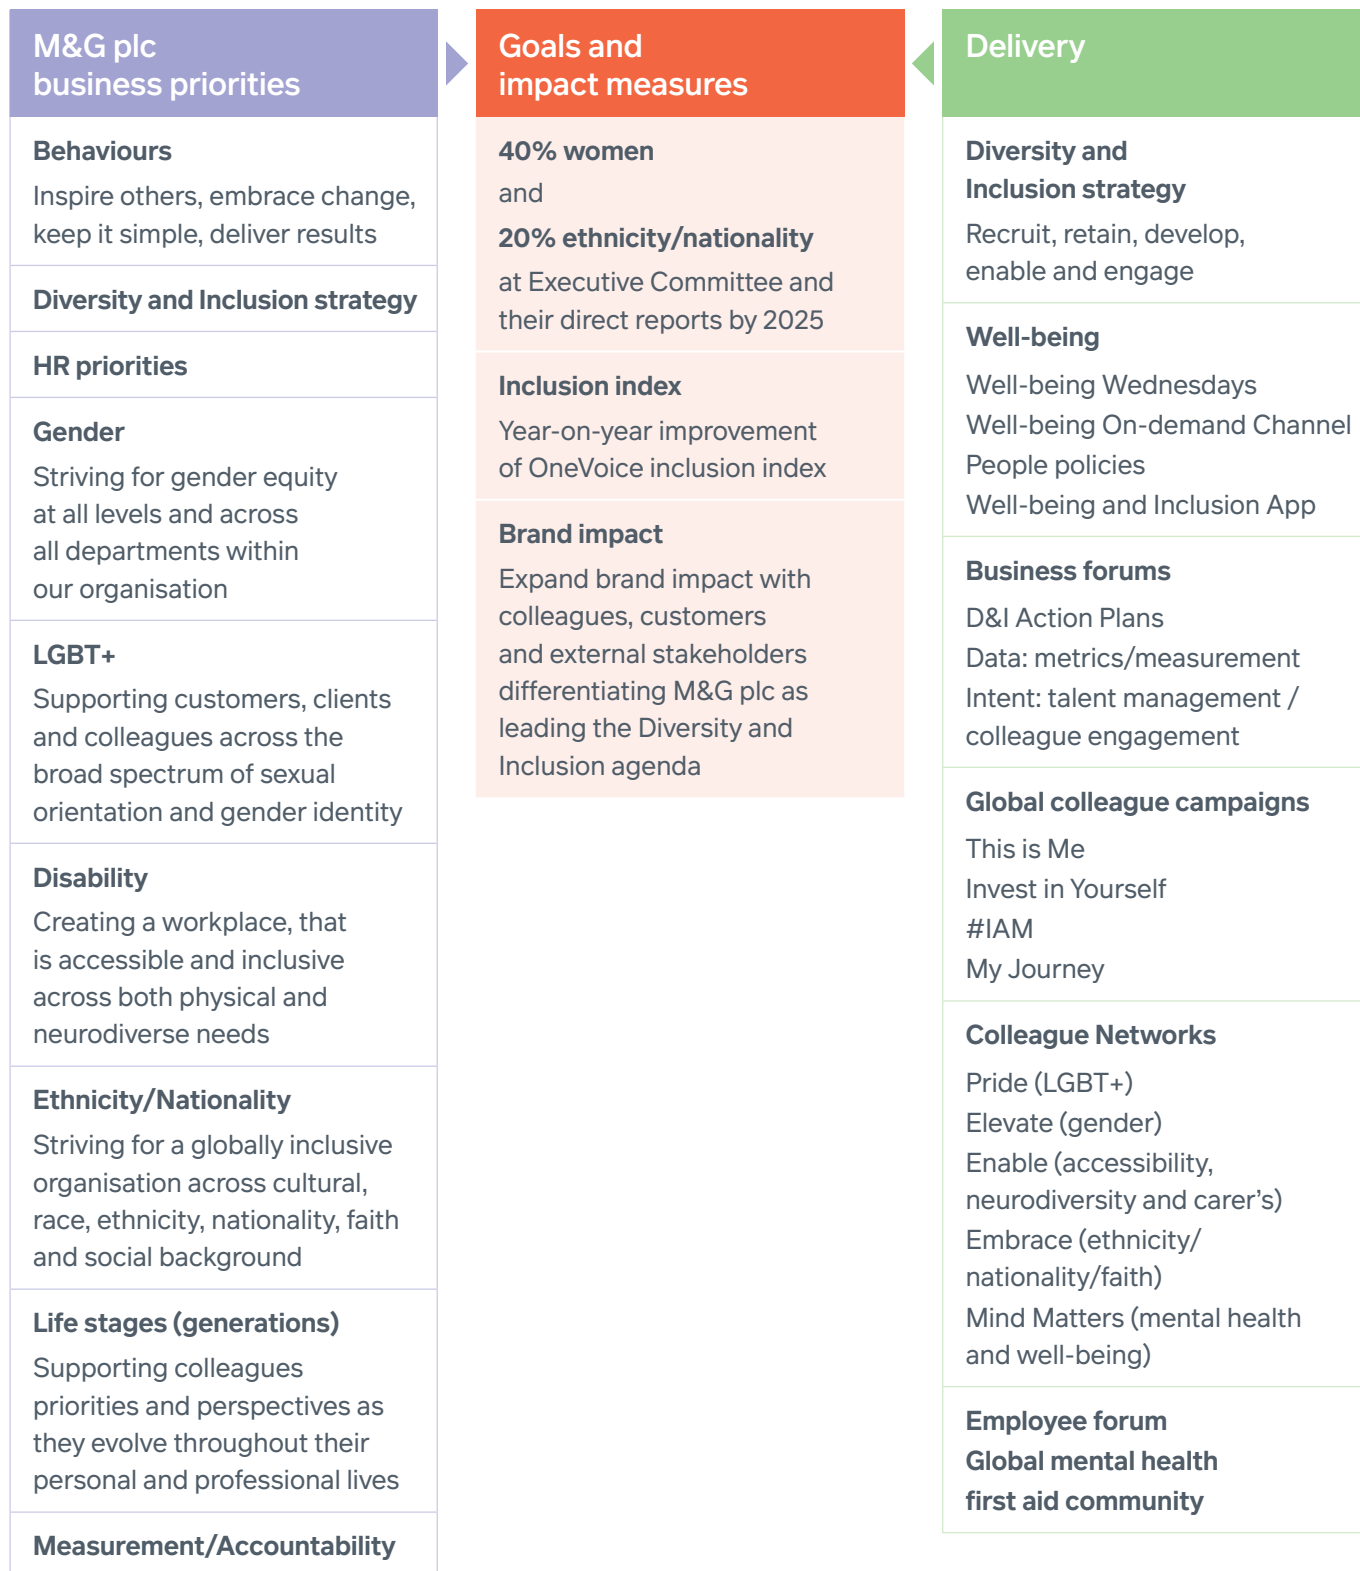 M&G plc
business priorities
Behaviours
Inspire others, embrace change,
keep it simple, deliver results
Diversity and Inclusion strategy
HR priorities
Gender
Striving for gender equity
at all levels and across
all departments within
our organisation
LGBT+
Supporting customers, clients
and colleagues across the
broad spectrum of sexual
orientation and gender identity
Disability
Creating a workplace, that
is accessible and inclusive
across both physical and
neurodiverse needs
Ethnicity/Nationality
Striving for a globally inclusive
organisation across cultural,
race, ethnicity, nationality, faith
and social background
Life stages (generations)
Supporting colleagues
priorities and perspectives as
they evolve throughout their
personal and professional lives
Measurement/Accountability
Goals and
impact measures
40% women
and
20% ethnicity/nationality
at Executive Committee and
their direct reports by 2025
Inclusion index
Year-on-year improvement
of OneVoice inclusion index
Brand impact
Expand brand impact with
colleagues, customers
and external stakeholders
differentiating M&G plc as
leading the Diversity and
Inclusion agenda
Delivery
Diversity and
Inclusion strategy
Recruit, retain, develop,
enable and engage
Well-being
Well-being Wednesdays
Well-being On-demand Channel
People policies
Well-being and Inclusion App
Business forums
D&I Action Plans
Data: metrics/measurement
Intent: talent management /
colleague engagement
Global colleague campaigns
This is Me
Invest in Yourself
#IAM
My Journey
Colleague Networks
Pride (LGBT+)
Elevate (gender)
Enable (accessibility,
neurodiversity and carer’s)
Embrace (ethnicity/
nationality/faith)
Mind Matters (mental health
and well-being)
Employee forum
Global mental health
first aid community